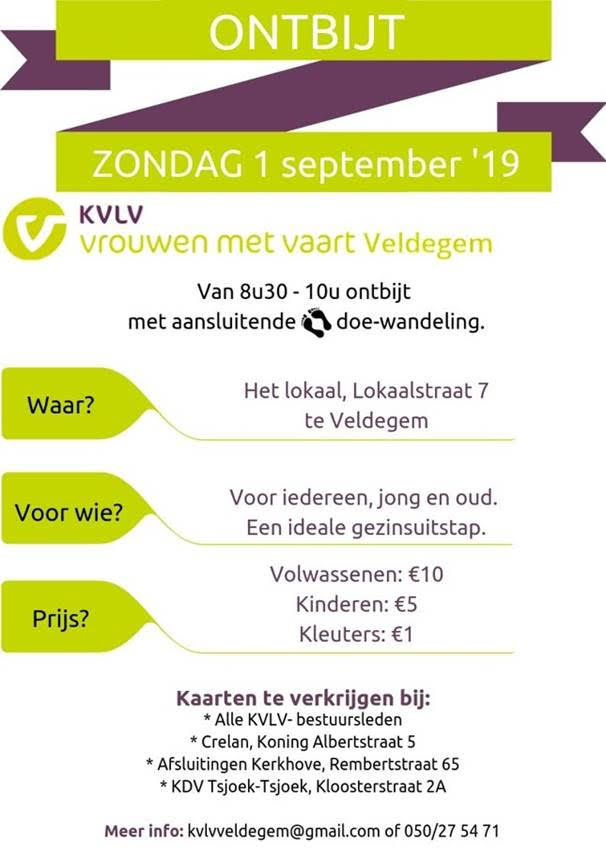 ONTBIJT
ZONDAG 1 september '19
KVLV
vrouwen met vaart Veldegem
Van 8u30 - 10u ontbijt
met aansluitende doe-wandeling.
Waar?
Het lokaal, Lokaalstraat 7
te Veldegem
Voor wie?
Voor iedereen, jong en oud.
Een ideale gezinsuitstap.
Prijs?
Volwassenen: €10
Kinderen: €5
Kleuters: €1
Kaarten te verkrijgen bij:
* Alle KVLV- bestuursleden
* Crelan, Koning Albertstraat 5
* Afsluitingen Kerkhove, Rembertstraat 65
* KDV Tsjoek-Tsjoek, Kloosterstraat 2A
Meer info: kvlvveldegem@gmail.com of 050/27 54 71